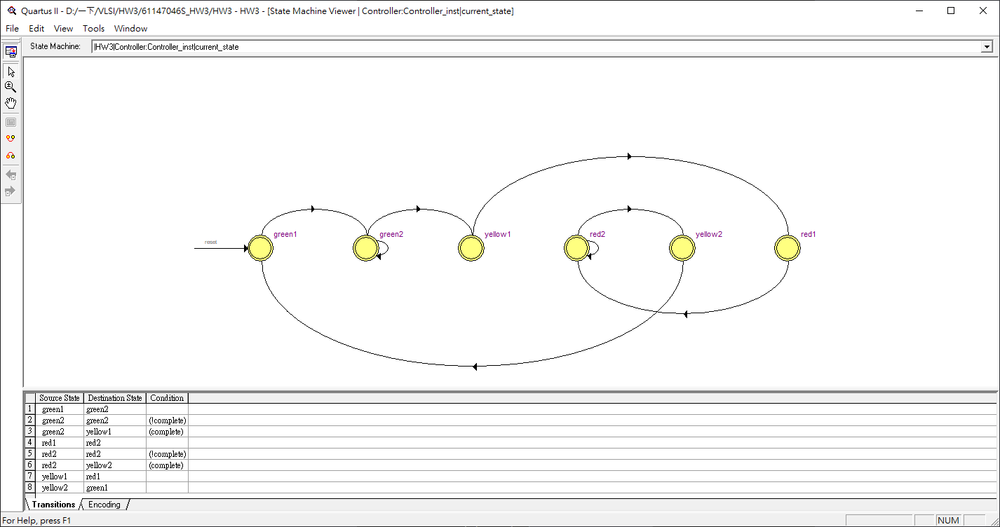 Quartus II - D:/一下/VLSI/HW3/61147046S_HW3/HW3 - HW3 - [State Machine Viewer | Controller:Controller_inst|current_state]
File Edit View Tools Window
State Machine: |HW3|Controller:Controller_inst|current_state
reset
green1
green2
yellow1
red2
yellow2
red1
Source State Destination State Condition
1 green1 green2
2 green2 green2 (!complete)
3 green2 yellow1 (complete)
4 red1 red2
5 red2 red2 (!complete)
6 red2 yellow2 (complete)
7 yellow1 red1
8 yellow2 green1
Transitions Encoding
For Help, press F1 NUM